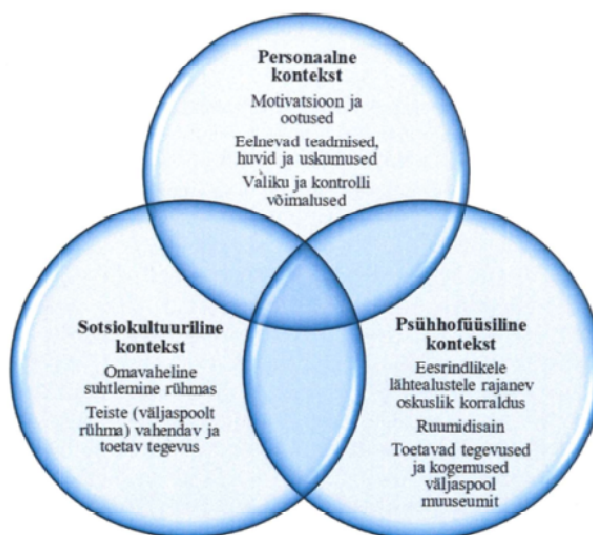 Personaalne
kontekst
Motivatsioon ja
ootused
Eelnevad teadmised,
huvid ja uskumused
Valiku ja kontrolli
võimalused
Sotsiokultuuriline
kontekst
Omavaheline
suhtlemine rühmas
Teiste (väljaspoolt
rühma) vahendav ja
toetav tegevus
Psühhofüüsiline
kontekst
Eesrindlikele
lähtealustele rajanev
oskuslik korraldus
Ruumidisain
Toetavad tegevused
ja kogemused
väljaspool
muuseumit